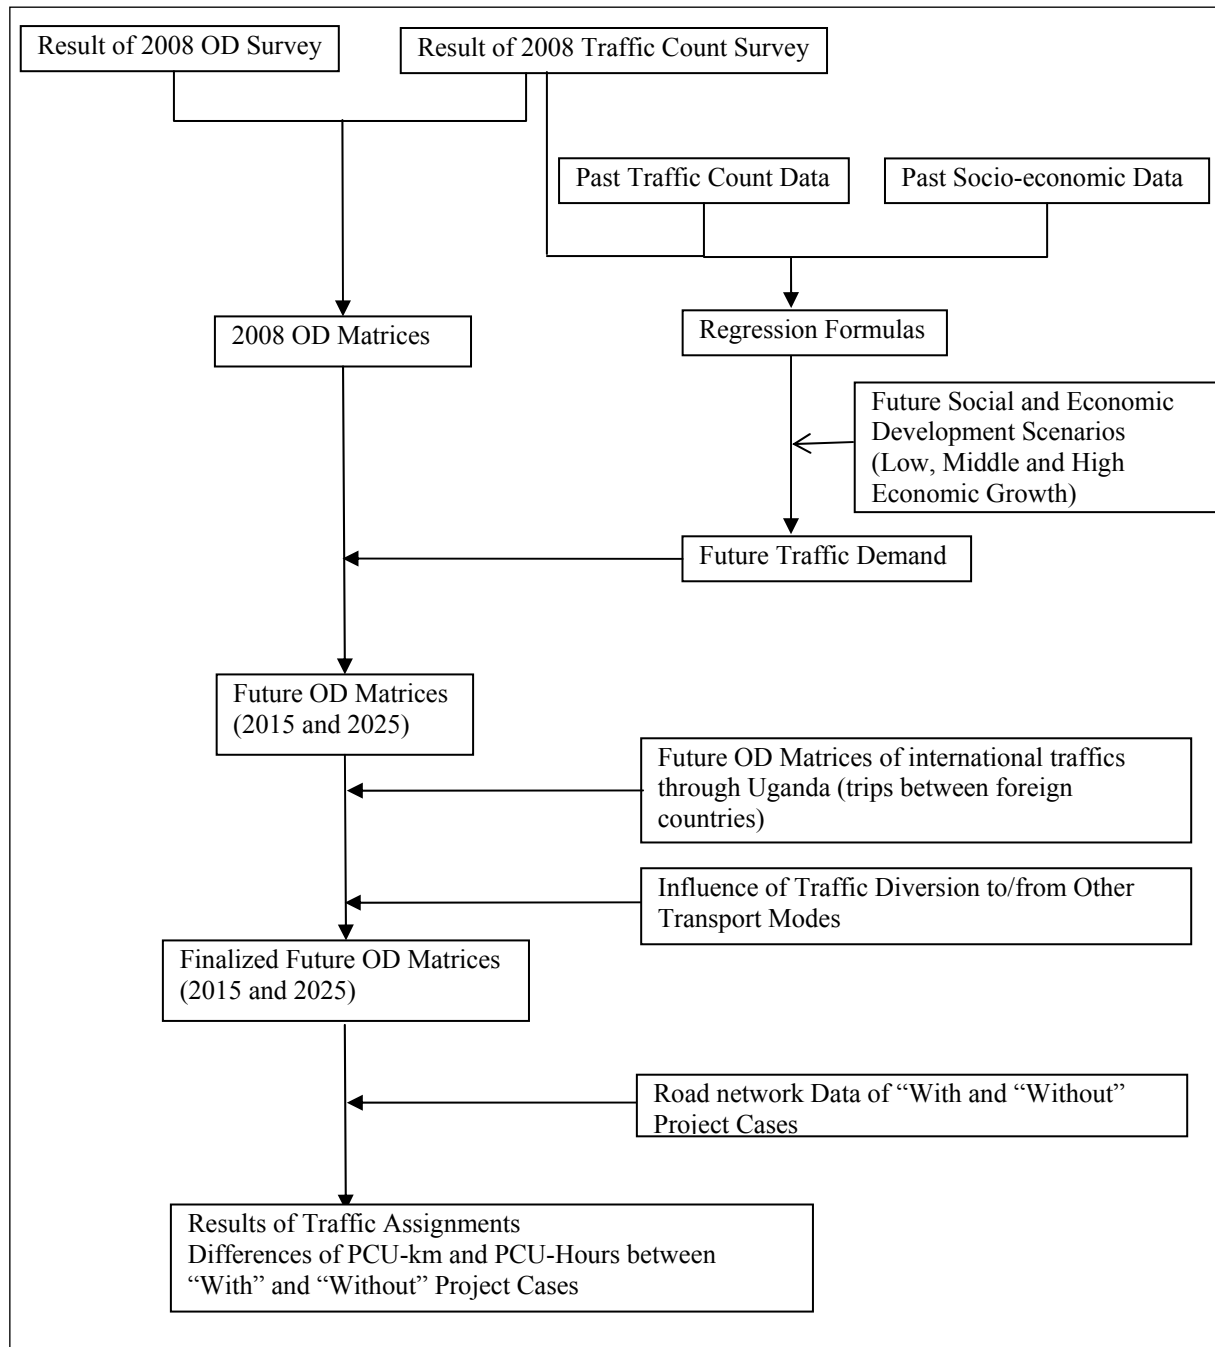 Result of 2008 OD Survey
Result of 2008 Traffic Count Survey
Past Traffic Count Data
Past Socio-economic Data
2008 OD Matrices
Regression Formulas
Future Social and Economic
Development Scenarios
(Low, Middle and High
Economic Growth)
Future Traffic Demand
Future OD Matrices
(2015 and 2025)
Future OD Matrices of international traffics
through Uganda (trips between foreign
countries)
Influence of Traffic Diversion to/from Other
Transport Modes
Finalized Future OD Matrices
(2015 and 2025)
Road network Data of “With and “Without”
Project Cases
Results of Traffic Assignments
Differences of PCU-km and PCU-Hours between
“With” and “Without” Project Cases